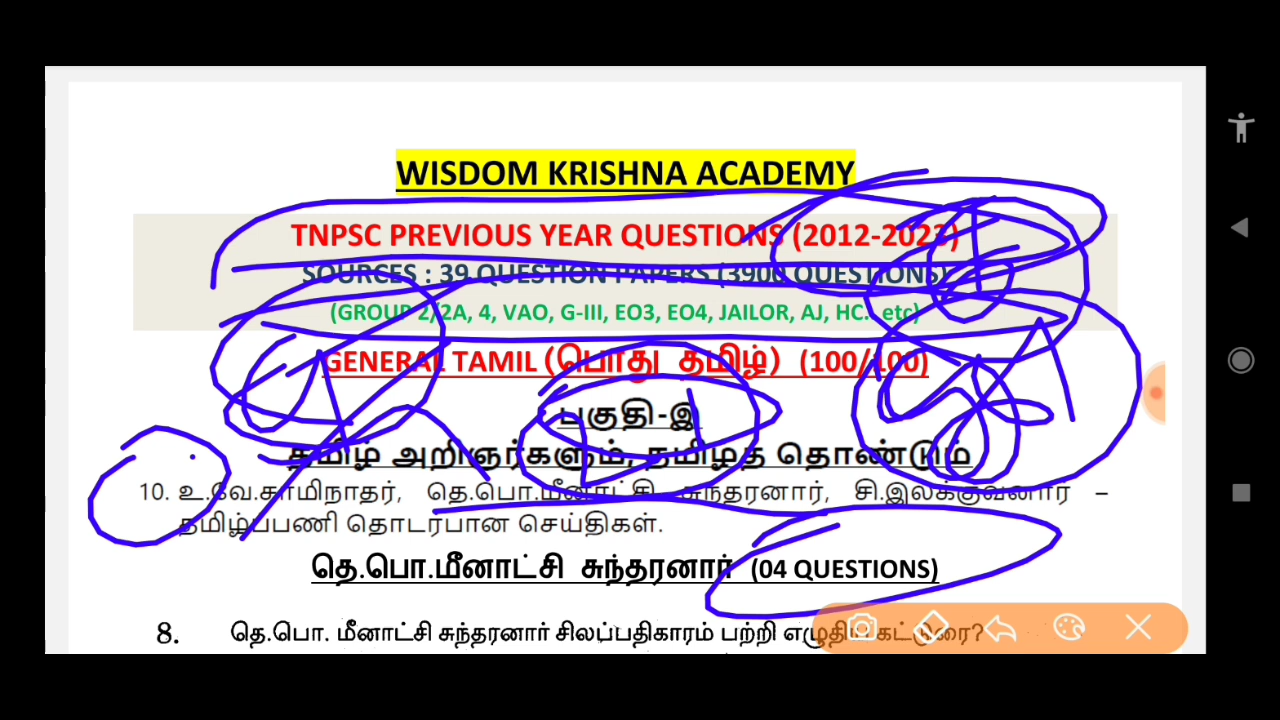 WISDOM KRISHNA ACADEMY
TNPSC PREVIOUS YEAR QUESTIONS (2012-2023)
SOURCES : 39 QUESTION PAPERS (3900 QUESTIONS)
(GROUP 2/2A, 4, VAO, G-III, EO3, EO4, JAILOR, AJ, HC.. etc)
GENERAL TAMIL (பொது தமிழ்) (100/100)
பகுதி-இ
தமிழ் அறிஞர்களும், தமிழ்த் தொண்டும்
10. உ.வே.சாமிநாதர், தெ.பொ.மீனாட்சி சுந்தரனார், சி.இலக்குவனார் –
தமிழ்ப்பணி தொடர்பான செய்திகள்.
தெ.பொ.மீனாட்சி சுந்தரனார் (04 QUESTIONS)
8. தெ.பொ. மீனாட்சி சுந்தரனார் சிலப்பதிகாரம் பற்றி எழுதிய கட்டுரை?